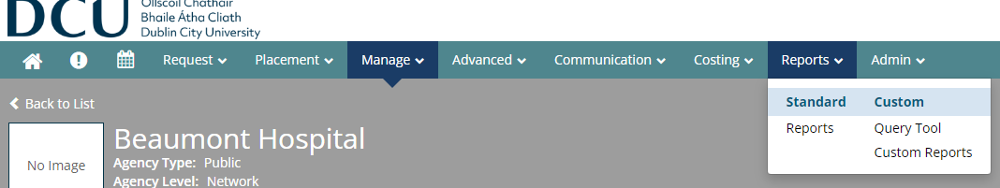 DCU
Ollscoil Chathair
Bhaile Átha Cliath
Dublin City University
Request Placement Manage Advanced Communication Costing Reports Admin
Back to List
Standard Custom
Reports Query Tool
Custom Reports
No Image
Beaumont Hospital
Agency Type: Public
Agency Level: Network